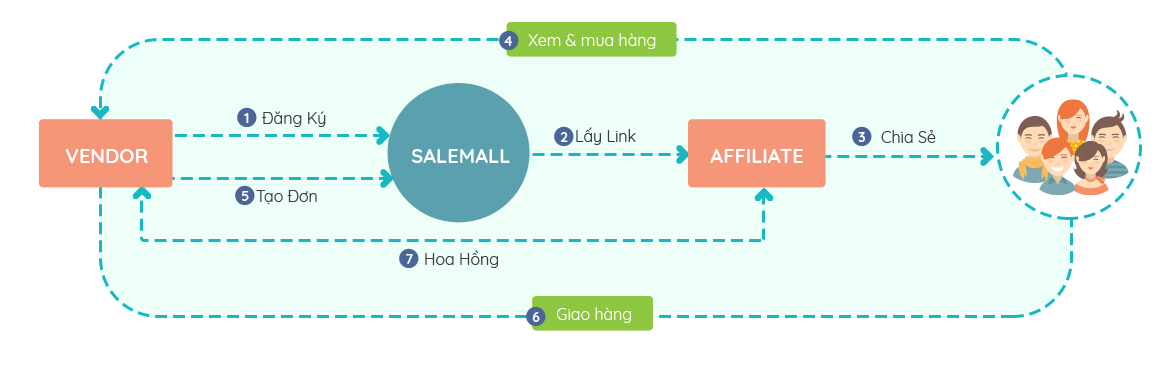 4 Xem & mua hàng
1 Đăng Ký
2 Lấy Link
3 Chia Sẻ
VENDOR
SALEMALL
AFFILIATE
5 Tạo Đơn
7 Hoa Hồng
6 Giao hàng